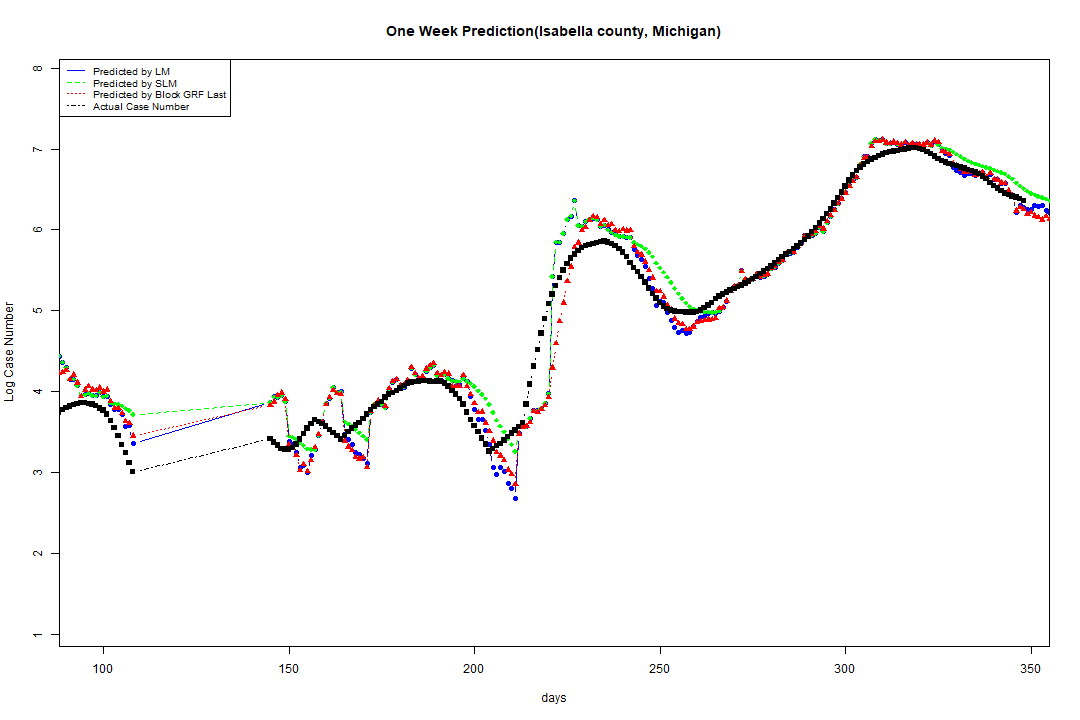 One Week Prediction(Isabella county, Michigan)
Predicted by LM
Predicted by SLM
Predicted by Block GRF Last
Actual Case Number
8
7
6
5
4
3
2
1
Log Case Number
100 150 200 250 300 350
days